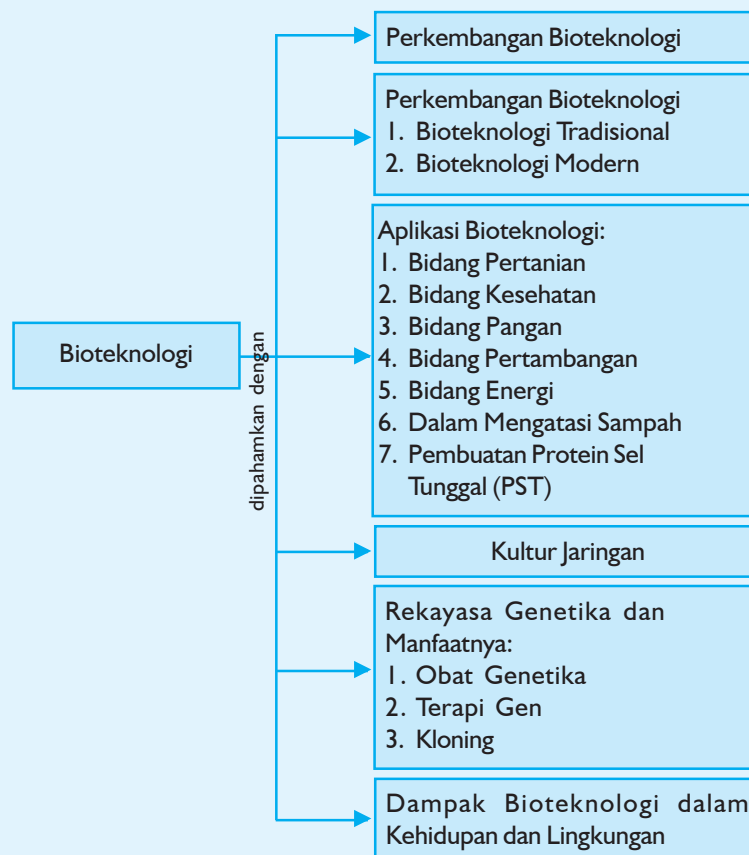 Bioteknologi
dipahamkan dengan
Perkembangan Bioteknologi
Perkembangan Bioteknologi
1. Bioteknologi Tradisional
2. Bioteknologi Modern
Aplikasi Bioteknologi:
1. Bidang Pertanian
2. Bidang Kesehatan
3. Bidang Pangan
4. Bidang Pertambangan
5. Bidang Energi
6. Dalam Mengatasi Sampah
7. Pembuatan Protein Sel
Tunggal (PST)
Kultur Jaringan
Rekayasa Genetika dan
Manfaatnya:
1. Obat Genetika
2. Terapi Gen
3. Kloning
Dampak Bioteknologi dalam
Kehidupan dan Lingkungan